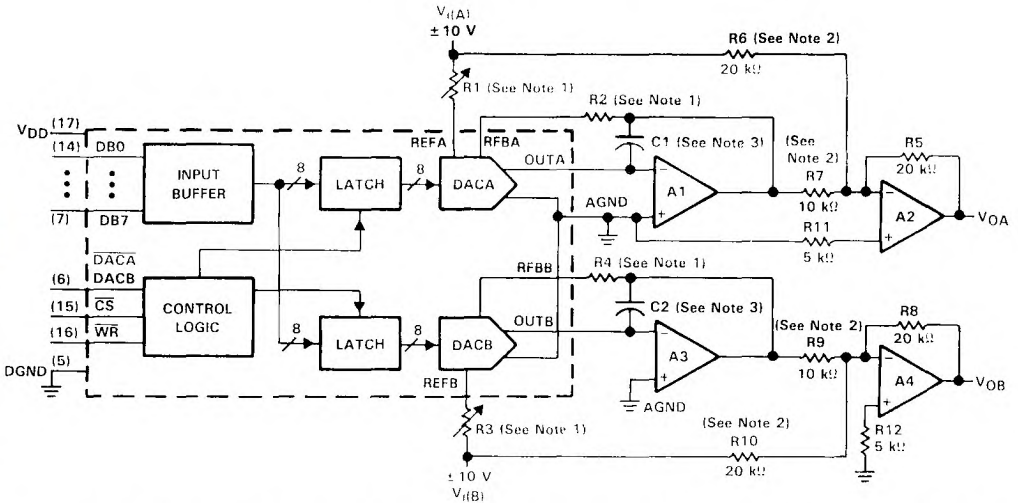 V_I(A)
± 10 V
R6 (See Note 2)
20 kΩ
R1 (See Note 1)
R2 (See Note 1)
V_DD (17)
REFA
RFBA
C1 (See Note 3)
(See Note 2)
R7
10 kΩ
R5
20 kΩ
(14) DB0
INPUT BUFFER
8
LATCH
8
DACA
OUTA
A1
A2
V_OA
(7) DB7
AGND
R11
5 kΩ
DACA
(6) DACB
(15) CS
(16) WR
CONTROL LOGIC
RFBB
R4 (See Note 1)
C2 (See Note 3)
OUTB
8
LATCH
8
DACB
A3
(See Note 2)
R9
10 kΩ
R8
20 kΩ
A4
V_OB
DGND (5)
REFB
AGND
R3 (See Note 1)
(See Note 2)
R10
20 kΩ
R12
5 kΩ
± 10 V
V_I(B)